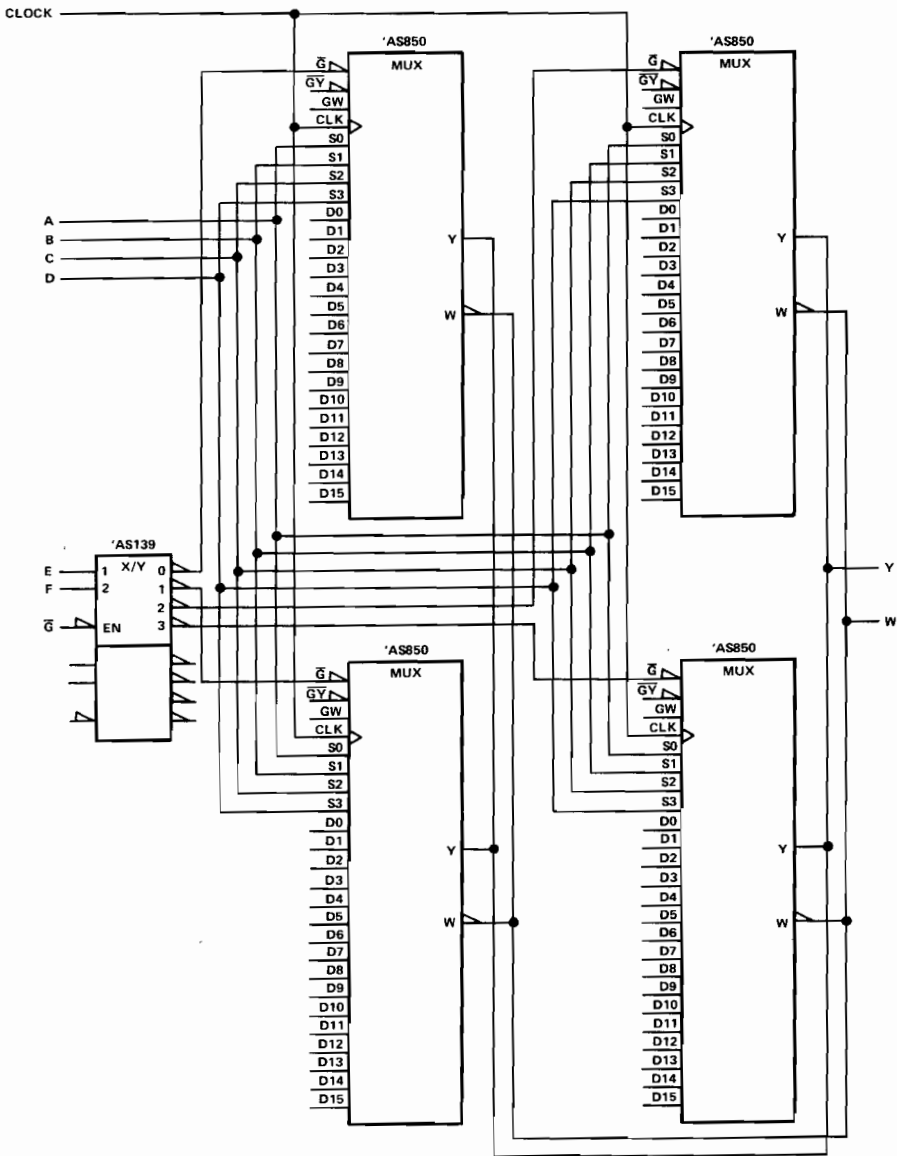 CLOCK
'AS850
MUX
G̅
G̅Y̅
GW
CLK
S0
S1
S2
S3
D0
D1
D2
D3
D4
D5
D6
D7
D8
D9
D10
D11
D12
D13
D14
D15
Y
W
'AS850
MUX
G̅
G̅Y̅
GW
CLK
S0
S1
S2
S3
D0
D1
D2
D3
D4
D5
D6
D7
D8
D9
D10
D11
D12
D13
D14
D15
Y
W
A
B
C
D
'AS139
X/Y
E
F
G̅
1
2
EN
0
1
2
3
Y
W
'AS850
MUX
G̅
G̅Y̅
GW
CLK
S0
S1
S2
S3
D0
D1
D2
D3
D4
D5
D6
D7
D8
D9
D10
D11
D12
D13
D14
D15
Y
W
'AS850
MUX
G̅
G̅Y̅
GW
CLK
S0
S1
S2
S3
D0
D1
D2
D3
D4
D5
D6
D7
D8
D9
D10
D11
D12
D13
D14
D15
Y
W